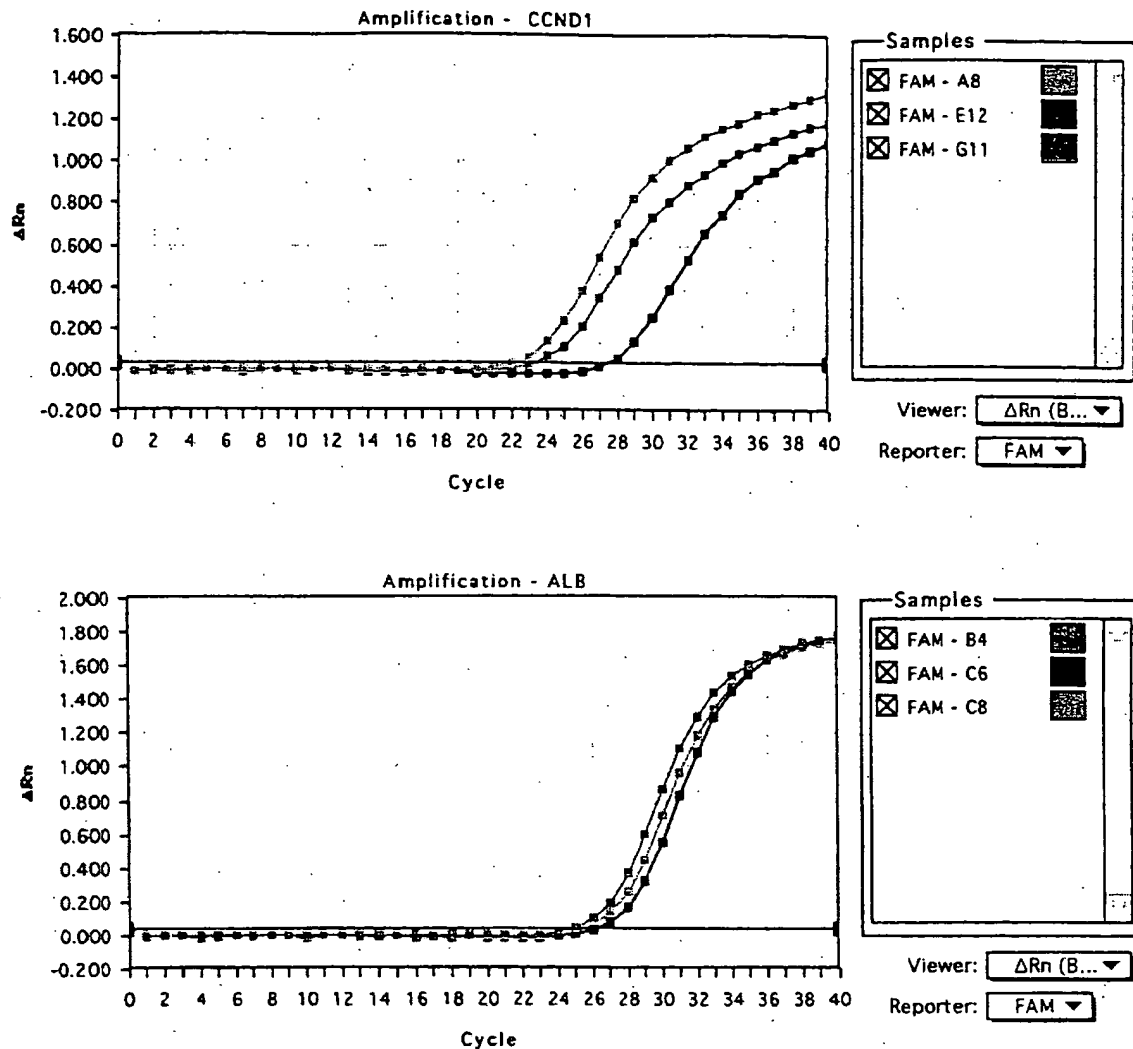 Amplification - CCND1
1.600
1.400
1.200
1.000
0.800
0.600
0.400
0.200
0.000
-0.200
ΔRn
0 2 4 6 8 10 12 14 16 18 20 22 24 26 28 30 32 34 36 38 40
Cycle
Samples
FAM - A8
FAM - E12
FAM - G11
Viewer: ΔRn (B... ▼
Reporter: FAM ▼
Amplification - ALB
2.000
1.800
1.600
1.400
1.200
1.000
0.800
0.600
0.400
0.200
0.000
-0.200
ΔRn
0 2 4 6 8 10 12 14 16 18 20 22 24 26 28 30 32 34 36 38 40
Cycle
Samples
FAM - B4
FAM - C6
FAM - C8
Viewer: ΔRn (B... ▼
Reporter: FAM ▼